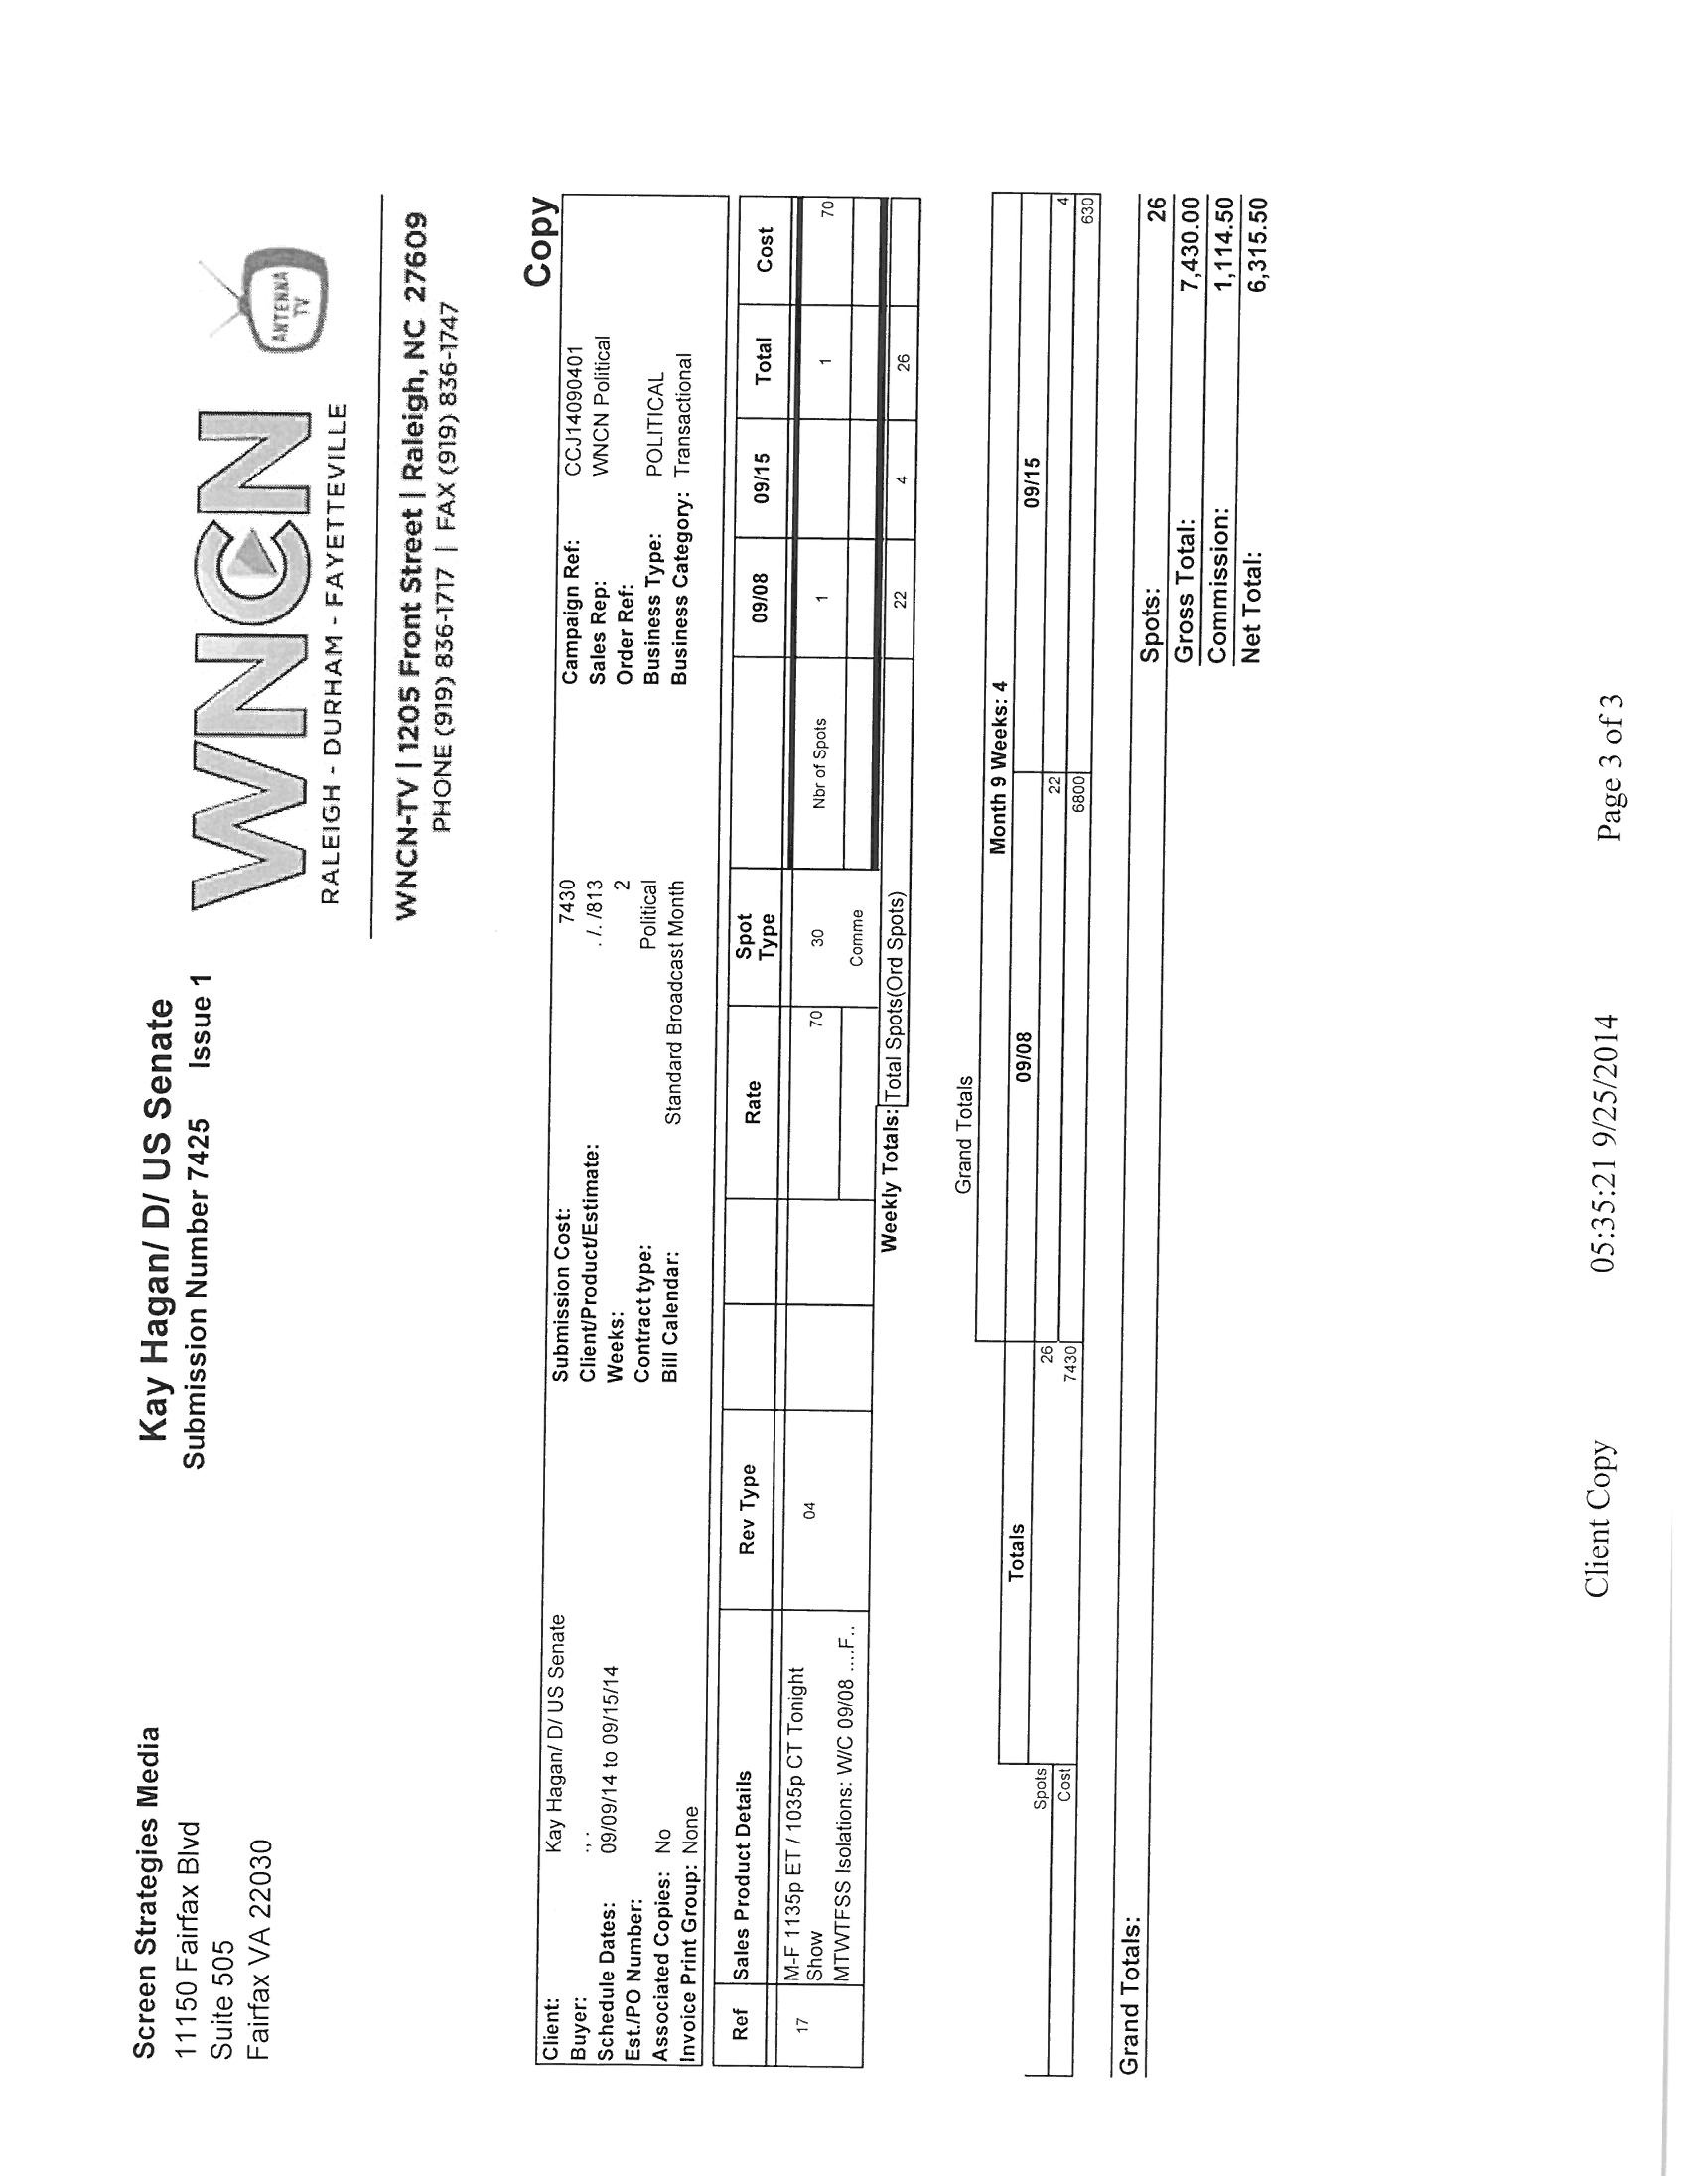 Screen Strategies Media
11150 Fairfax Blvd
Suite 505
Fairfax VA 22030
Kay Hagan/ D/ US Senate
Submission Number 7425 Issue 1
WNCN
RALEIGH - DURHAM - FAYETTEVILLE
ANTENNA
TV
WNCN-TV | 1205 Front Street | Raleigh, NC 27609
PHONE (919) 836-1717 | FAX (919) 836-1747
Copy
Client: Kay Hagan/ D/ US Senate Submission Cost: 7430 Campaign Ref: CCJ14090401
Buyer: ., . Client/Product/Estimate: . /. /813 Sales Rep: WNCN Political
Schedule Dates: 09/09/14 to 09/15/14 Weeks: 2 Order Ref:
Est./PO Number: Contract type: Political Business Type: POLITICAL
Associated Copies: No Bill Calendar: Standard Broadcast Month Business Category: Transactional
Invoice Print Group: None
Ref Sales Product Details Rev Type Rate Spot Type 09/08 09/15 Total Cost
17 M-F 1135p ET / 1035p CT Tonight 04 70 30 Nbr of Spots 1 1 70
Show
MTWTFSS Isolations: W/C 09/08 ....F.. Comme
Weekly Totals: Total Spots(Ord Spots) 22 4 26
Grand Totals
Month 9 Weeks: 4
Totals 09/08 09/15
Spots 26 22 4
Cost 7430 6800 630
Grand Totals: Spots: 26
Gross Total: 7,430.00
Commission: 1,114.50
Net Total: 6,315.50
Client Copy 05:35:21 9/25/2014 Page 3 of 3